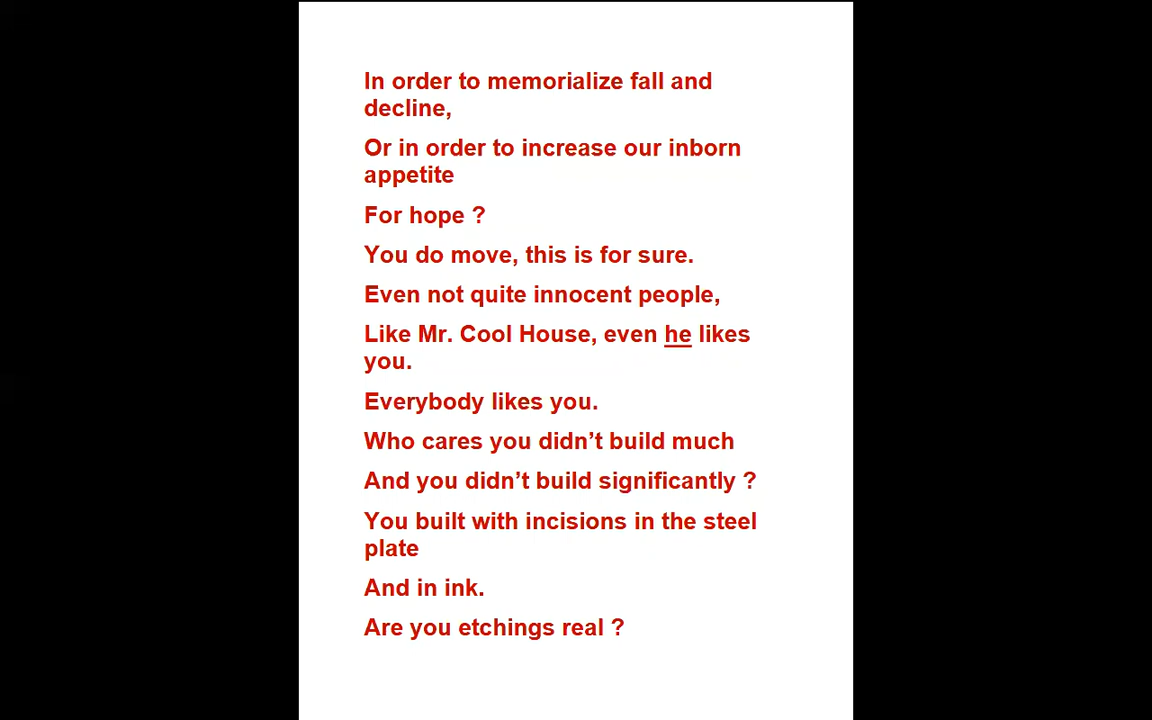 In order to memorialize fall and
decline,
Or in order to increase our inborn
appetite
For hope ?
You do move, this is for sure.
Even not quite innocent people,
Like Mr. Cool House, even he likes
you.
Everybody likes you.
Who cares you didn’t build much
And you didn’t build significantly ?
You built with incisions in the steel
plate
And in ink.
Are you etchings real ?